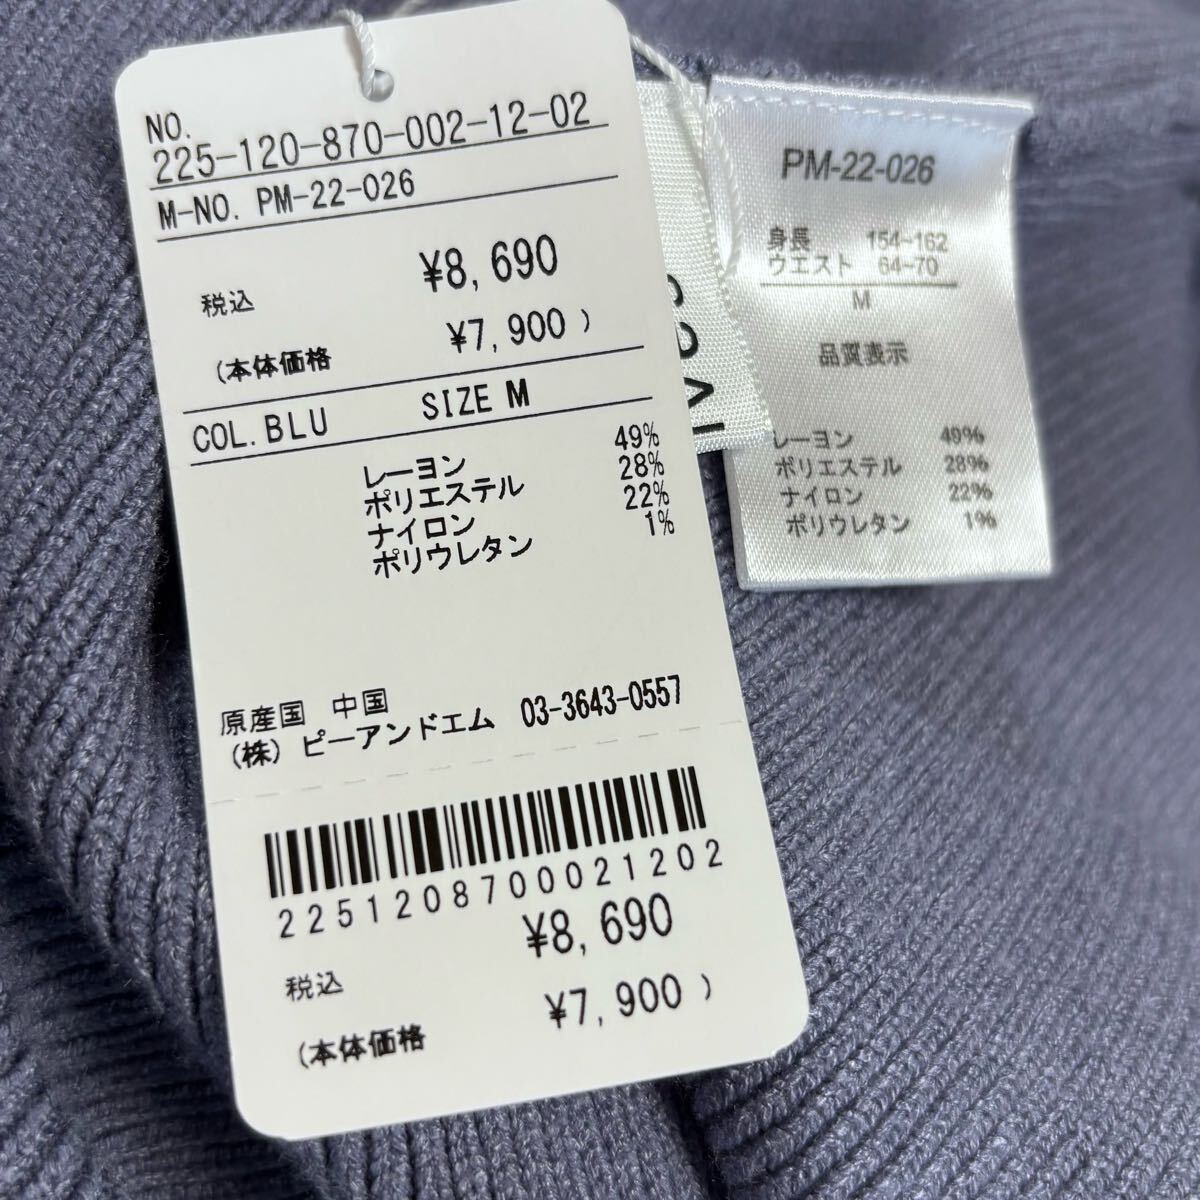 NO.
225-120-870-002-12-02
M-NO. PM-22-026
¥8,690
税込
¥7,900 )
(本体価格
COL. BLU SIZE M
レーヨン 49%
ポリエステル 28%
ナイロン 22%
ポリウレタン 1%
原産国 中国
(株) ピーアンドエム 03-3643-0557
2251208700021202
¥8,690
税込
¥7,900 )
(本体価格
PM-22-026
身長 154-162
ウエスト 64-70
M
品質表示
レーヨン 49%
ポリエステル 28%
ナイロン 22%
ポリウレタン 1%